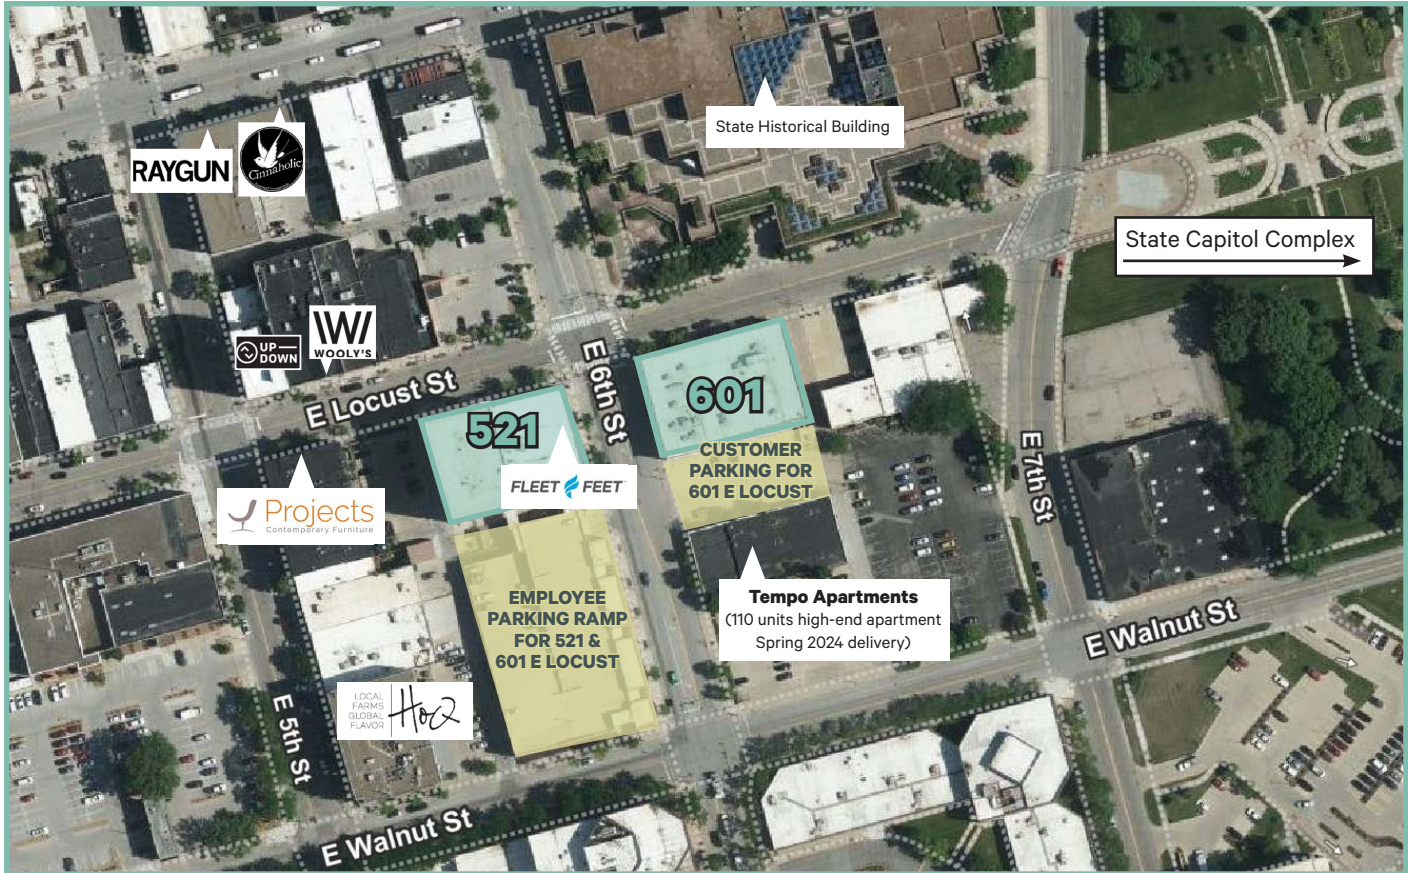 State Historical Building
RAYGUN
Cinnaholic
State Capitol Complex
UP-
DOWN
W
WOOLY'S
E Locust St
E 6th St
521
601
FLEET FEET
CUSTOMER
PARKING FOR
601 E LOCUST
Projects
Contemporary Furniture
E 7th St
EMPLOYEE
PARKING RAMP
FOR 521 &
601 E LOCUST
Tempo Apartments
(110 units high-end apartment
Spring 2024 delivery)
E Walnut St
LOCAL
FARMS
GLOBAL
FLAVOR
HoQ
E 5th St
E Walnut St